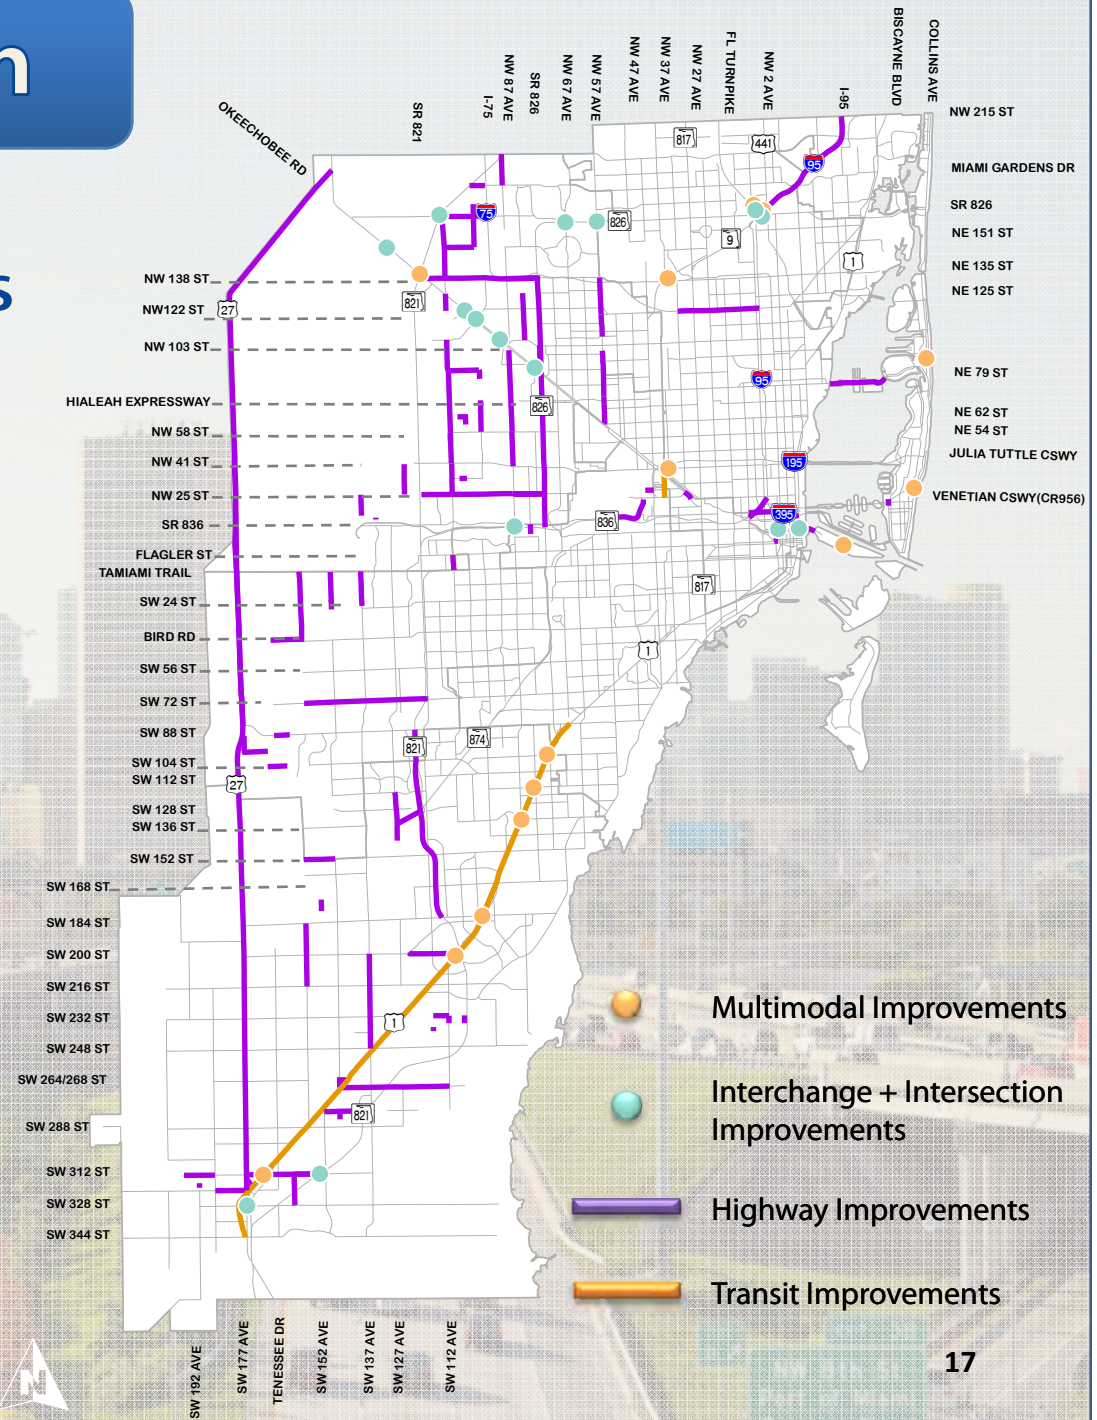 n
s
OKEECHOBEE RD
SR 821
I-75
NW 87 AVE
SR 826
NW 67 AVE
NW 57 AVE
NW 47 AVE
NW 37 AVE
NW 27 AVE
FL TURNPIKE
NW 2 AVE
I-95
BISCAYNE BLVD
COLLINS AVE
NW 215 ST
MIAMI GARDENS DR
SR 826
NE 151 ST
NE 135 ST
NE 125 ST
NE 79 ST
NE 62 ST
NE 54 ST
JULIA TUTTLE CSWY
VENETIAN CSWY(CR956)
NW 138 ST
NW122 ST
NW 103 ST
HIALEAH EXPRESSWAY
NW 58 ST
NW 41 ST
NW 25 ST
SR 836
FLAGLER ST
TAMIAMI TRAIL
SW 24 ST
BIRD RD
SW 56 ST
SW 72 ST
SW 88 ST
SW 104 ST
SW 112 ST
SW 128 ST
SW 136 ST
SW 152 ST
SW 168 ST
SW 184 ST
SW 200 ST
SW 216 ST
SW 232 ST
SW 248 ST
SW 264/268 ST
SW 288 ST
SW 312 ST
SW 328 ST
SW 344 ST
817
441
95
75
826
9
1
27
821
95
826
195
836
395
817
1
821
874
27
1
821
Multimodal Improvements
Interchange + Intersection
Improvements
Highway Improvements
Transit Improvements
SW 192 AVE
SW 177 AVE
TENNESSEE DR
SW 152 AVE
SW 137 AVE
SW 127 AVE
SW 112 AVE
N
17